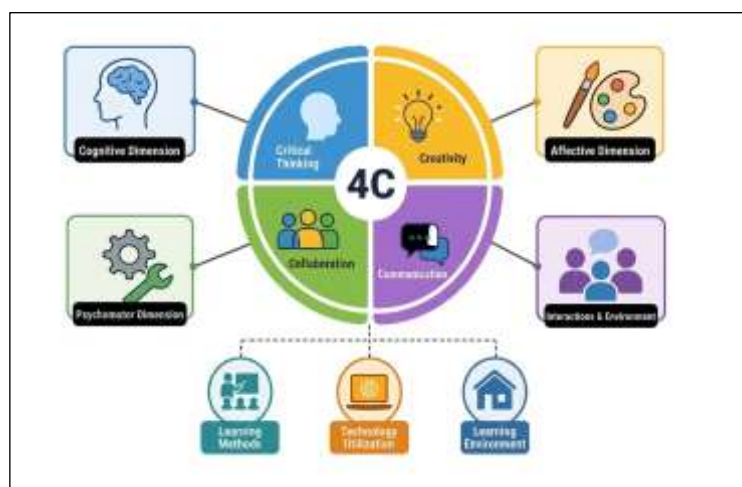 Cognitive Dimension
Critical
Thinking
Creativity
Affective Dimension
4C
Psychomotor Dimension
Collaboration
Communication
Interactions & Environment
Learning
Methods
Technology
Utilization
Learning
Environment